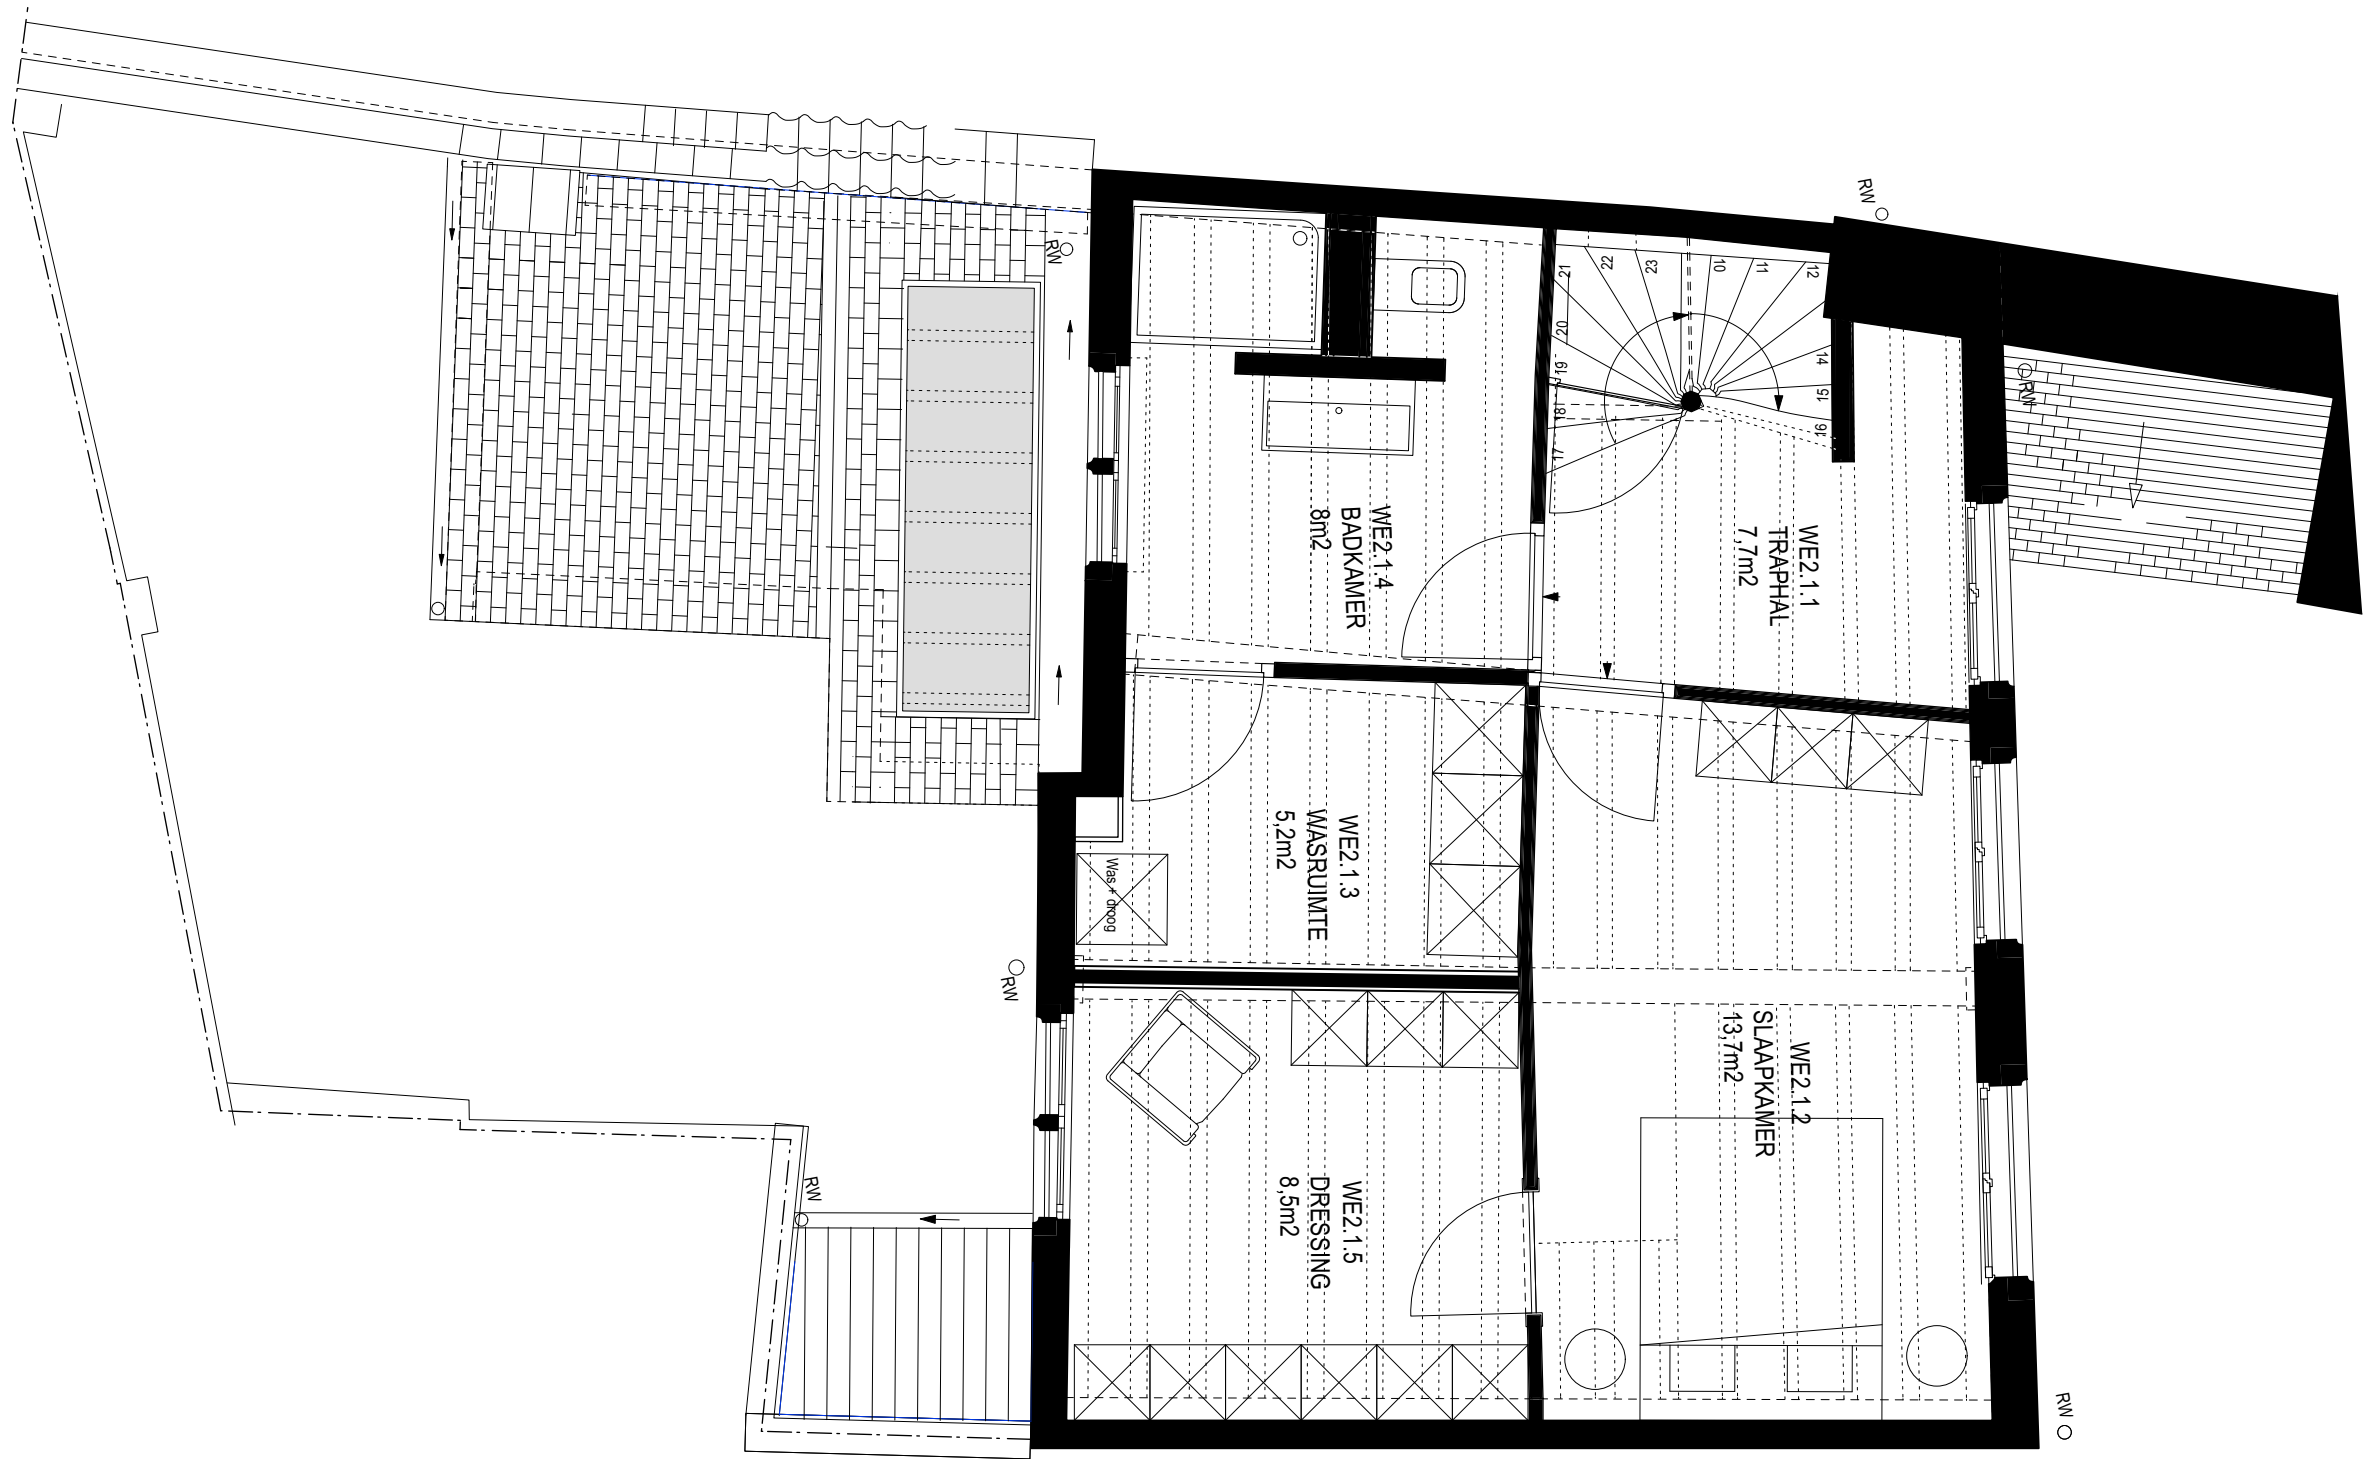 RW
RW
RW
21
22
23
10
11
12
20
19
18
17
14
15
16
WE2.1.4
BADKAMER
8m2
WE2.1.1
TRAPHAL
7,7m2
WE2.1.3
WASRUIMTE
5,2m2
Was + droog
RW
WE2.1.2
SLAAPKAMER
13,7m2
WE2.1.5
DRESSING
8,5m2
RW
RW